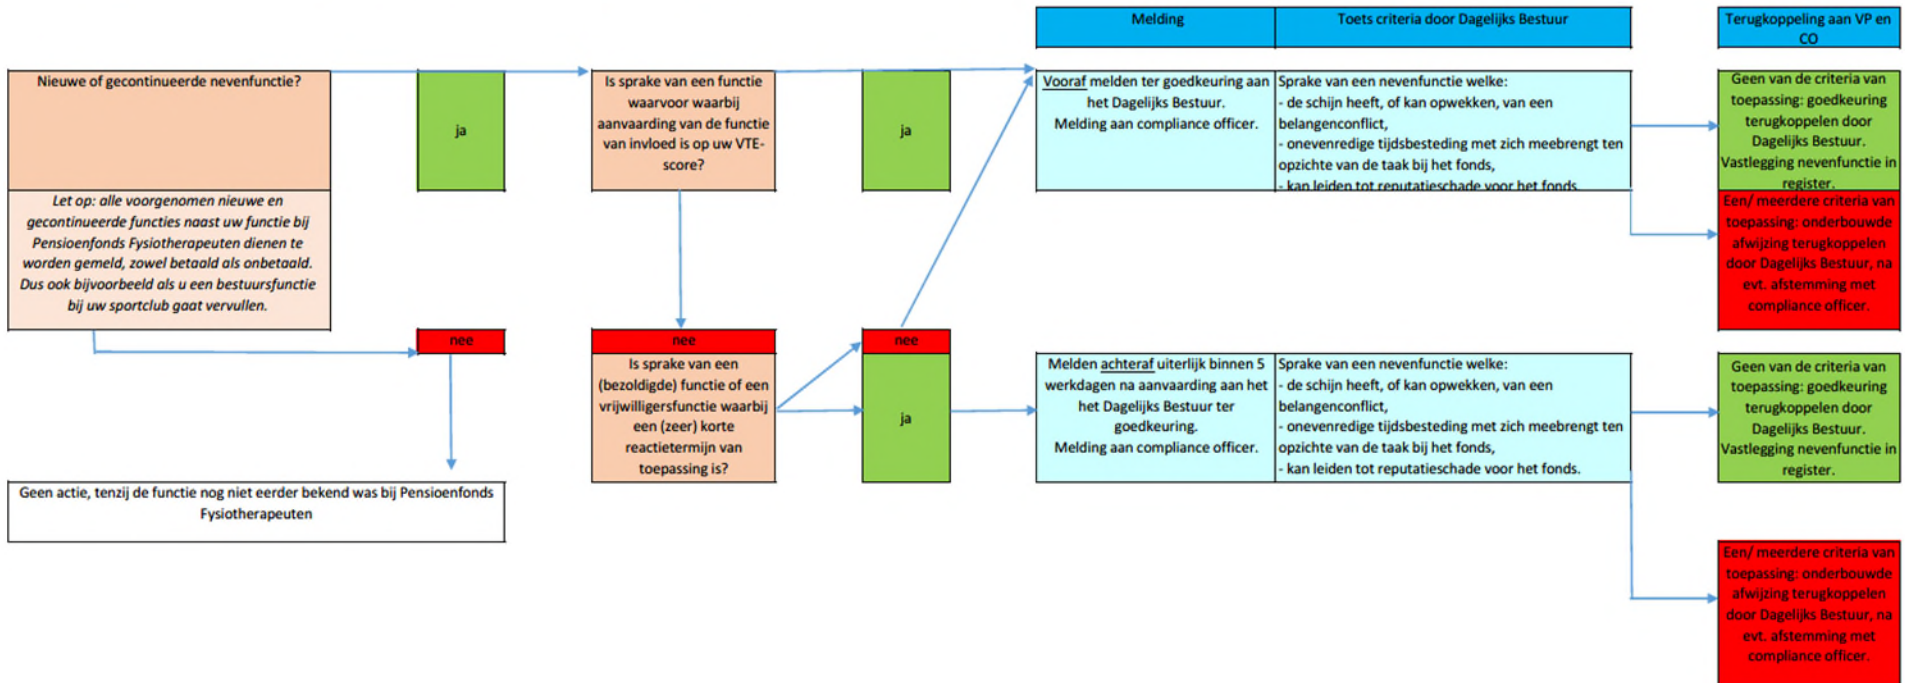 Melding
Toets criteria door Dagelijks Bestuur
Terugkoppeling aan VP en
CO
Nieuwe of gecontinueerde nevenfunctie?
ja
Is sprake van een functie
waarvoor waarbij
aanvaarding van de functie
van invloed is op uw VTE-
score?
ja
Vooraf melden ter goedkeuring aan
het Dagelijks Bestuur.
Melding aan compliance officer.
Sprake van een nevenfunctie welke:
- de schijn heeft, of kan opwekken, van een
belangenconflict,
- onevenredige tijdsbesteding met zich meebrengt ten
opzichte van de taak bij het fonds,
- kan leiden tot reputatieschade voor het fonds
Geen van de criteria van
toepassing: goedkeuring
terugkoppelen door
Dagelijks Bestuur.
Vastlegging nevenfunctie in
register.
Let op: alle voorgenomen nieuwe en
gecontinueerde functies naast uw functie bij
Pensioenfonds Fysiotherapeuten dienen te
worden gemeld, zowel betaald als onbetaald.
Dus ook bijvoorbeeld als u een bestuursfunctie
bij uw sportclub gaat vervullen.
Een/ meerdere criteria van
toepassing: onderbouwde
afwijzing terugkoppelen
door Dagelijks Bestuur, na
evt. afstemming met
compliance officer.
nee
nee
Is sprake van een
(bezoldigde) functie of een
vrijwilligersfunctie waarbij
een (zeer) korte
reactietermijn van
toepassing is?
nee
ja
Melden achteraf uiterlijk binnen 5
werkdagen na aanvaarding aan het
het Dagelijks Bestuur ter
goedkeuring.
Melding aan compliance officer.
Sprake van een nevenfunctie welke:
- de schijn heeft, of kan opwekken, van een
belangenconflict,
- onevenredige tijdsbesteding met zich meebrengt ten
opzichte van de taak bij het fonds,
- kan leiden tot reputatieschade voor het fonds.
Geen van de criteria van
toepassing: goedkeuring
terugkoppelen door
Dagelijks Bestuur.
Vastlegging nevenfunctie in
register.
Geen actie, tenzij de functie nog niet eerder bekend was bij Pensioenfonds
Fysiotherapeuten
Een/ meerdere criteria van
toepassing: onderbouwde
afwijzing terugkoppelen
door Dagelijks Bestuur, na
evt. afstemming met
compliance officer.